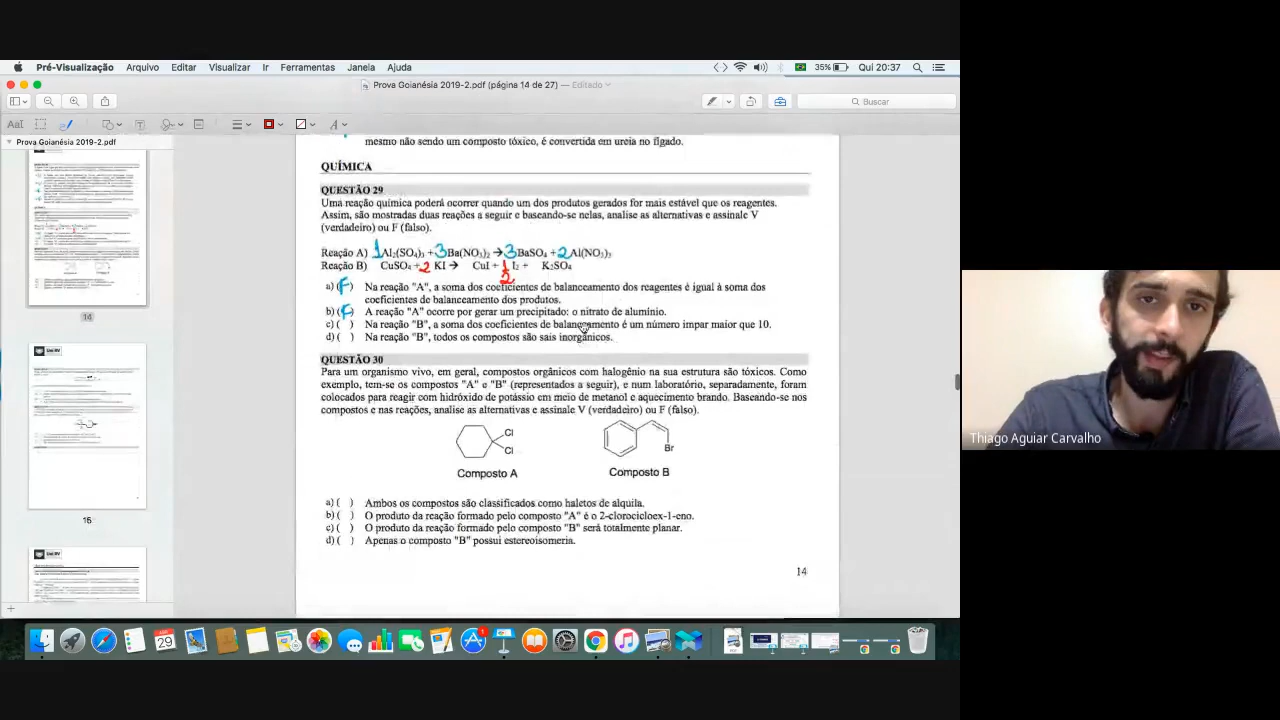 Pré-Visualização Arquivo Editar Visualizar Ir Ferramentas Janela Ajuda 35% Qui 20:37
Prova Goianésia 2019-2.pdf (página 14 de 27) — Editado
Buscar
Prova Goianésia 2019-2.pdf
14
15
mesmo não sendo um composto tóxico, é convertida em ureia no fígado.
QUÍMICA
QUESTÃO 29
Uma reação química poderá ocorrer quando um dos produtos gerados for mais estável que os reagentes.
Assim, são mostradas duas reações a seguir e baseando-se nelas, analise as alternativas e assinale V
(verdadeiro) ou F (falso).
Reação A) 1Al₂(SO₄)₃ + 3Ba(NO₃)₂ → 3BaSO₄ + 2Al(NO₃)₃
Reação B) CuSO₄ + 2 KI → CuI + ½ I₂ + K₂SO₄
a) (F) Na reação "A", a soma dos coeficientes de balanceamento dos reagentes é igual à soma dos
coeficientes de balanceamento dos produtos.
b) (F) A reação "A" ocorre por gerar um precipitado: o nitrato de alumínio.
c) ( ) Na reação "B", a soma dos coeficientes de balanceamento é um número impar maior que 10.
d) ( ) Na reação "B", todos os compostos são sais inorgânicos.
QUESTÃO 30
Para um organismo vivo, em geral, compostos orgânicos com halogênio na sua estrutura são tóxicos. Como
exemplo, tem-se os compostos "A" e "B" (representados a seguir), e num laboratório, separadamente, foram
colocados para reagir com hidróxido de potássio em meio de metanol e aquecimento brando. Baseando-se nos
compostos e nas reações, analise as alternativas e assinale V (verdadeiro) ou F (falso).
Cl
Cl
Br
Composto A
Composto B
a) ( ) Ambos os compostos são classificados como haletos de alquila.
b) ( ) O produto da reação formado pelo composto "A" é o 2-clorocicloex-1-eno.
c) ( ) O produto da reação formado pelo composto "B" será totalmente planar.
d) ( ) Apenas o composto "B" possui estereoisomeria.
14
Thiago Aguiar Carvalho